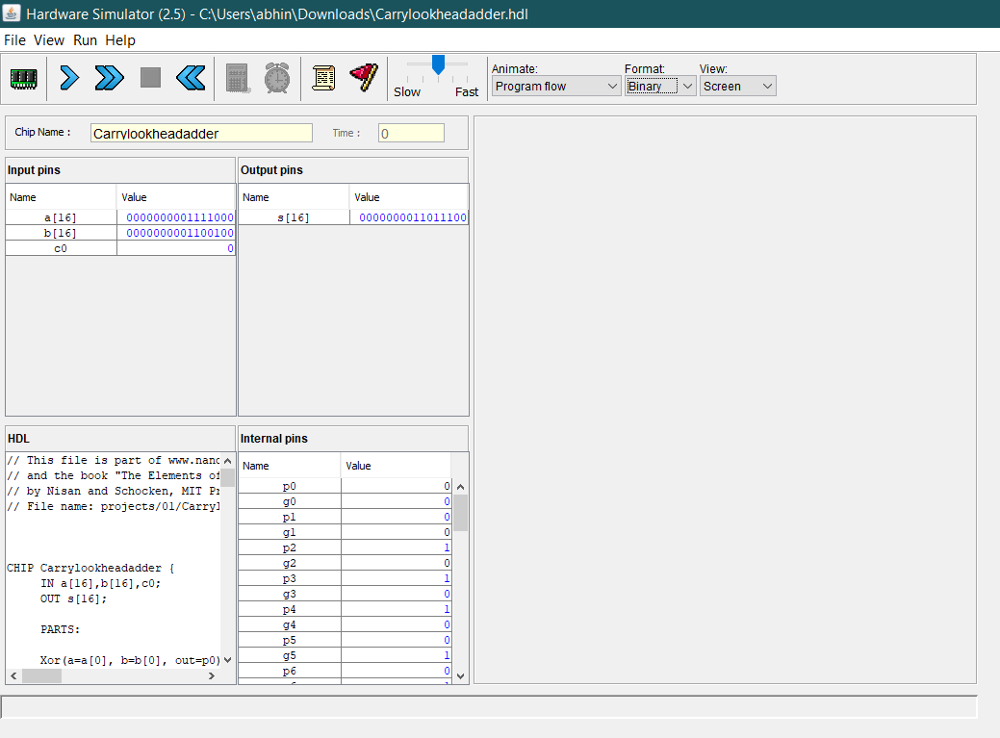 Hardware Simulator (2.5) - C:\Users\abhin\Downloads\Carrylookheadadder.hdl
File View Run Help
Slow Fast
Animate: Format: View:
Program flow Binary Screen
Chip Name : Carrylookheadadder Time : 0
Input pins
Name Value
a[16] 0000000001111000
b[16] 0000000001100100
c0 0
Output pins
Name Value
s[16] 0000000011011100
HDL
// This file is part of www.nand
// and the book "The Elements of
// by Nisan and Schocken, MIT Pr
// File name: projects/01/Carryl
CHIP Carrylookheadadder {
IN a[16],b[16],c0;
OUT s[16];
PARTS:
Xor(a=a[0], b=b[0], out=p0)
Internal pins
Name Value
p0 0
g0 0
p1 0
g1 0
p2 1
g2 0
p3 1
g3 0
p4 1
g4 0
p5 0
g5 1
p6 0